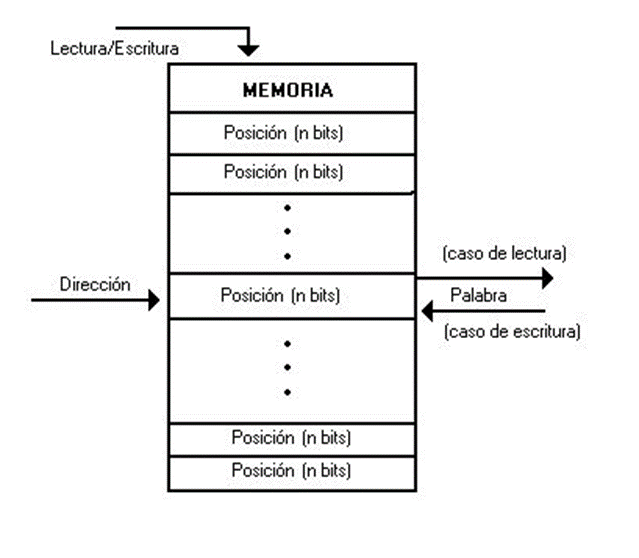 Lectura/Escritura
MEMORIA
Posición (n bits)
Posición (n bits)
(caso de lectura)
Dirección
Posición (n bits)
Palabra
(caso de escritura)
Posición (n bits)
Posición (n bits)